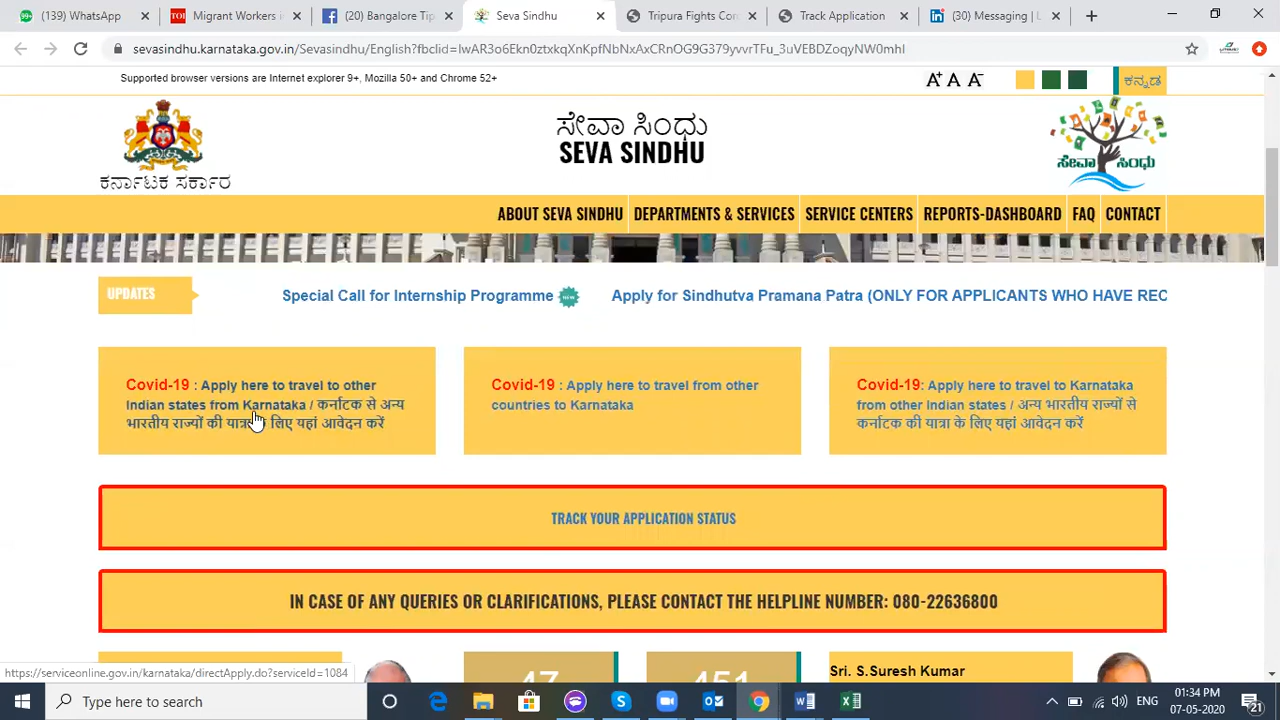 (139) WhatsApp
Migrant Workers i
(20) Bangalore Tip
Seva Sindhu
Tripura Fights Cor
Track Application
(30) Messaging | L
sevasindhu.karnataka.gov.in/Sevasindhu/English?fbclid=IwAR3o6Ekn0ztxkqXnKpfNbNxAxCRnOG9G379yvvrTFu_3uVEBDZoqyNW0mhI
Supported browser versions are Internet explorer 9+, Mozilla 50+ and Chrome 52+
A+ A A-
ಕನ್ನಡ
ಕರ್ನಾಟಕ ಸರ್ಕಾರ
ಸೇವಾ ಸಿಂಧು
SEVA SINDHU
ಸೇವಾ ಸಿಂಧು
ABOUT SEVA SINDHU
DEPARTMENTS & SERVICES
SERVICE CENTERS
REPORTS-DASHBOARD
FAQ
CONTACT
UPDATES
Special Call for Internship Programme
NEW
Apply for Sindhutva Pramana Patra (ONLY FOR APPLICANTS WHO HAVE REC
Covid-19 : Apply here to travel to other
Indian states from Karnataka / कर्नाटक से अन्य
भारतीय राज्यों की यात्रा के लिए यहां आवेदन करें
Covid-19 : Apply here to travel from other
countries to Karnataka
Covid-19: Apply here to travel to Karnataka
from other Indian states / अन्य भारतीय राज्यों से
कर्नाटक की यात्रा के लिए यहां आवेदन करें
TRACK YOUR APPLICATION STATUS
IN CASE OF ANY QUERIES OR CLARIFICATIONS, PLEASE CONTACT THE HELPLINE NUMBER: 080-22636800
47
451
Sri. S.Suresh Kumar
https://serviceonline.gov.in/karnataka/directApply.do?serviceId=1084
Type here to search
ENG
01:34 PM
07-05-2020
21